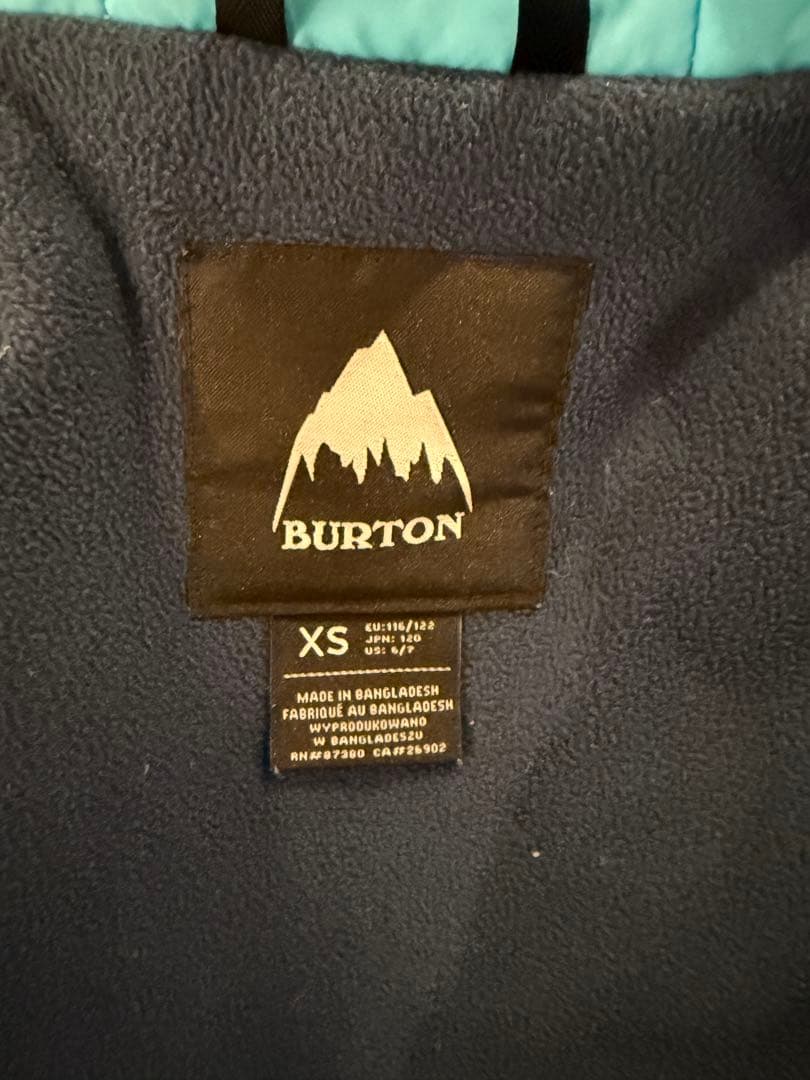 BURTON
XS
EU:116/122
JPN: 120
US: 6/7
MADE IN BANGLADESH
FABRIQUÉ AU BANGLADESH
WYPRODUKOWANO
W BANGLADESZU
RN#87380 CA#26902